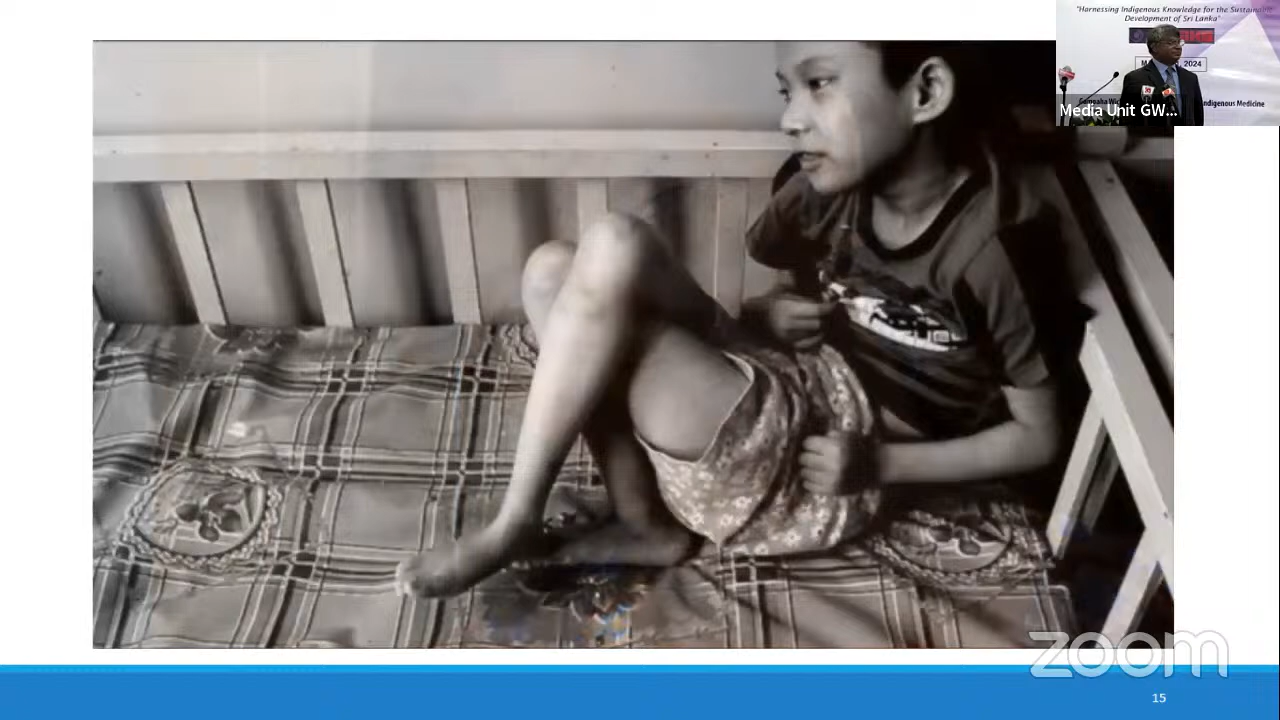 "Harnessing Indigenous Knowledge for the Sustainable
Development of Sri Lanka"
2024
Indigenous Medicine
Media Unit GW...
zoom
15